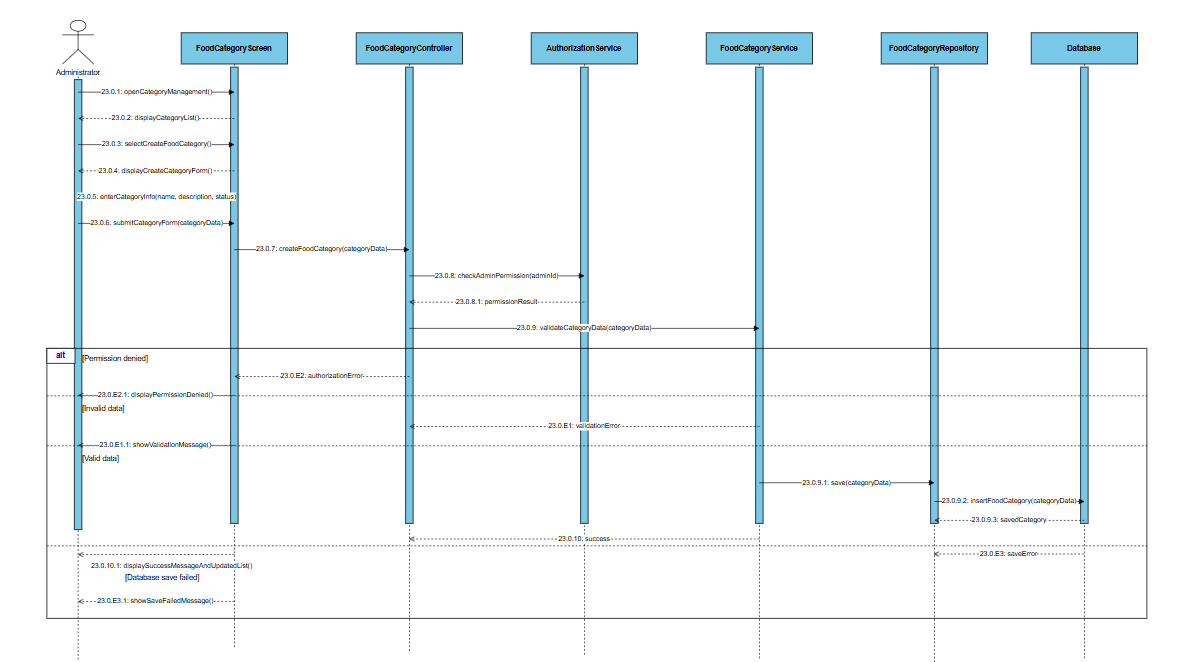 FoodCategoryScreen
FoodCategoryController
AuthorizationService
FoodCategoryService
FoodCategoryRepository
Database
Administrator
23.0.1: openCategoryManagement()
23.0.2: displayCategoryList()
23.0.3: selectCreateFoodCategory()
23.0.4: displayCreateCategoryForm()
23.0.5: enterCategoryInfo(name, description, status)
23.0.6: submitCategoryForm(categoryData)
23.0.7: createFoodCategory(categoryData)
23.0.8: checkAdminPermission(adminId)
23.0.8.1: permissionResult
23.0.9: validateCategoryData(categoryData)
alt
[Permission denied]
23.0.E2: authorizationError
23.0.E2.1: displayPermissionDenied()
[Invalid data]
23.0.E1: validationError
23.0.E1.1: showValidationMessage()
[Valid data]
23.0.9.1: save(categoryData)
23.0.9.2: insertFoodCategory(categoryData)
23.0.9.3: savedCategory
23.0.10: success
23.0.E3: saveError
23.0.10.1: displaySuccessMessageAndUpdatedList()
[Database save failed]
23.0.E3.1: showSaveFailedMessage()